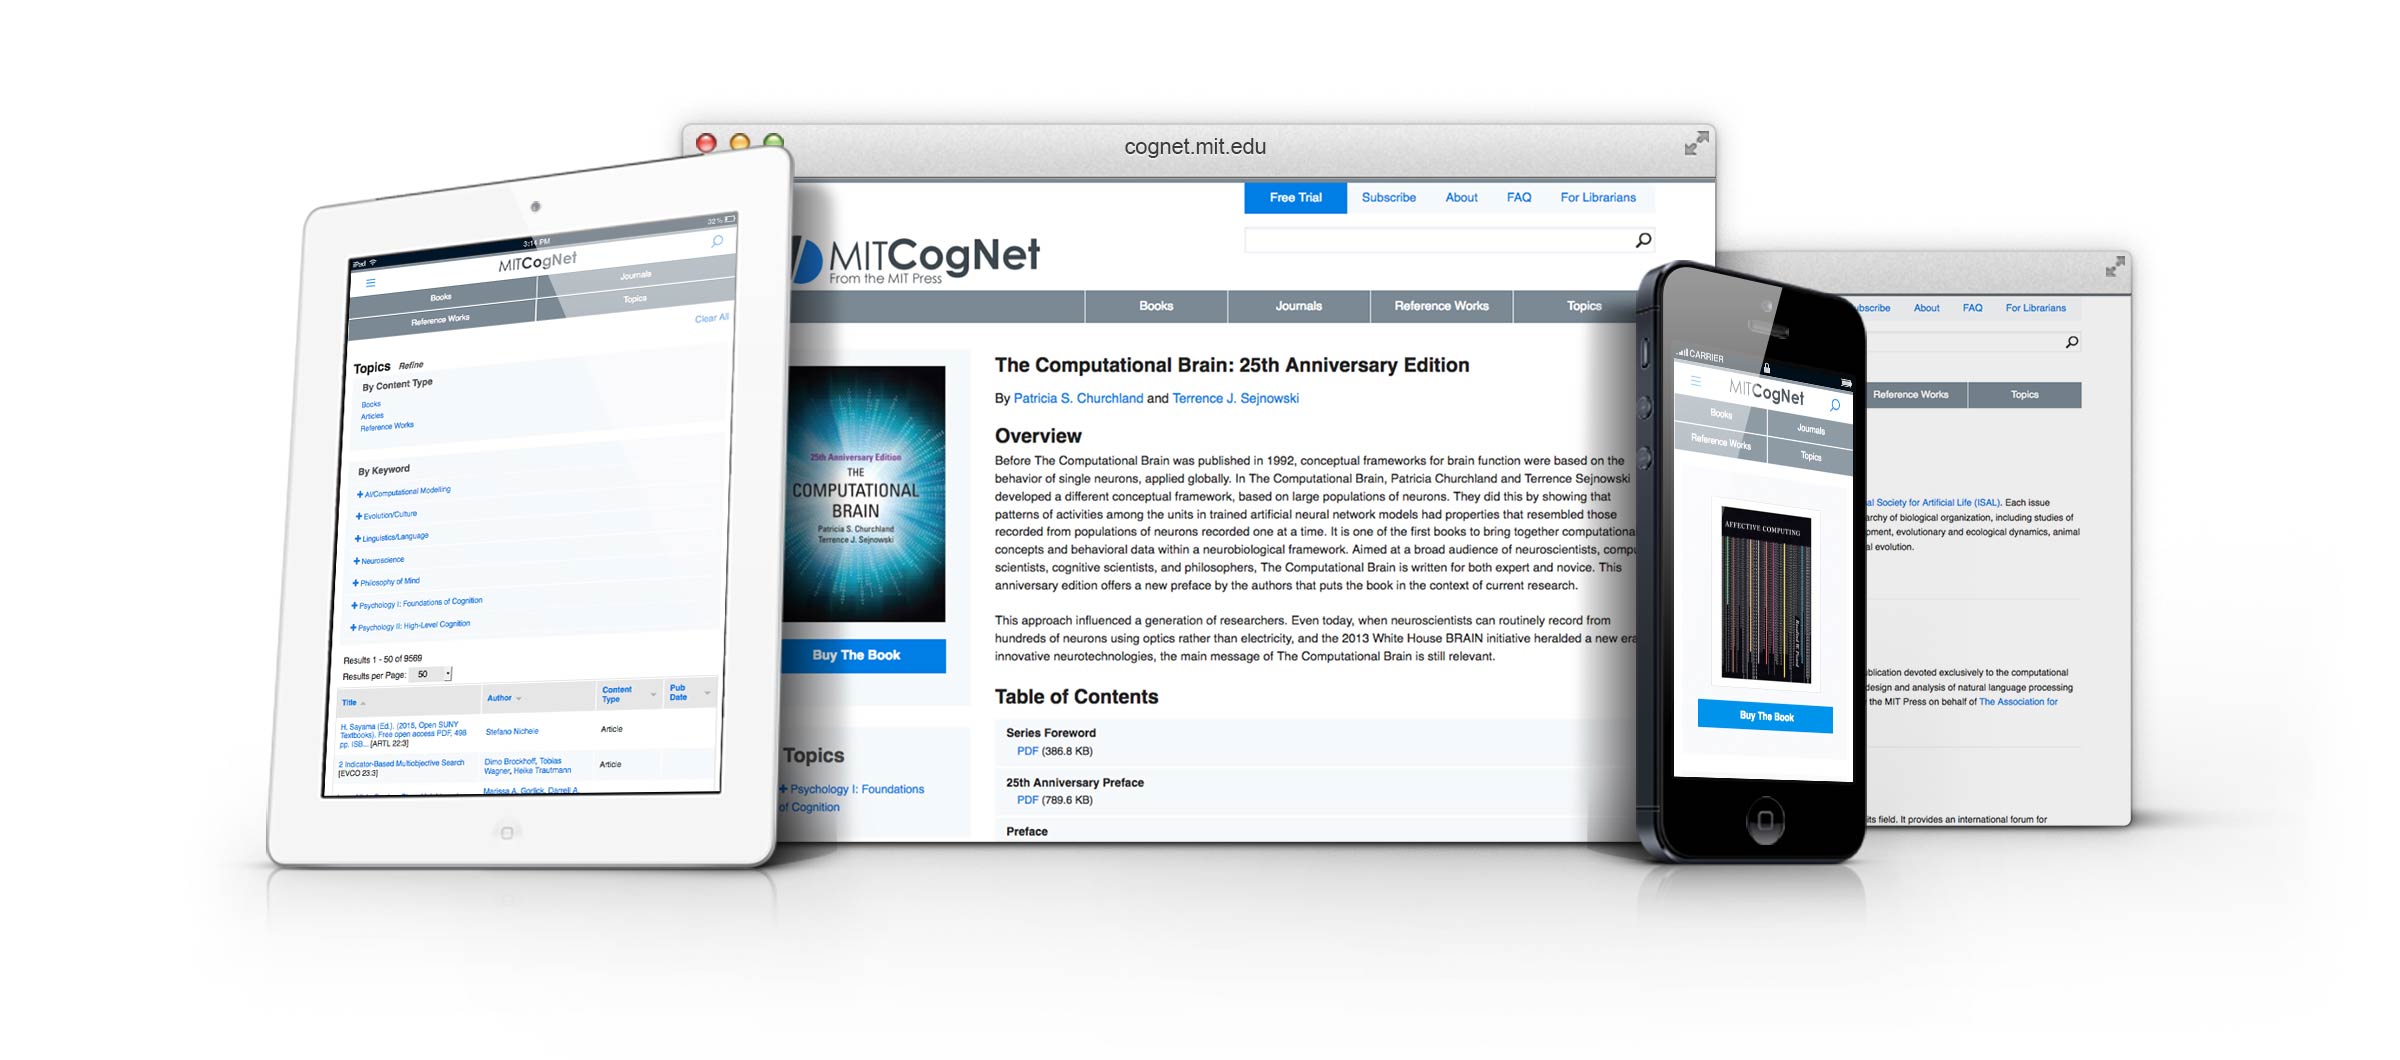 cognet.mit.edu
Free Trial
Subscribe
About
FAQ
For Librarians
MITCogNet
From the MIT Press
Books
Journals
Reference Works
Topics
25th Anniversary Edition
THE
COMPUTATIONAL
BRAIN
Patricia S. Churchland
Terrence J. Sejnowski
Buy The Book
Topics
+ Psychology I: Foundations
of Cognition
The Computational Brain: 25th Anniversary Edition
By Patricia S. Churchland and Terrence J. Sejnowski
Overview
Before The Computational Brain was published in 1992, conceptual frameworks for brain function were based on the
behavior of single neurons, applied globally. In The Computational Brain, Patricia Churchland and Terrence Sejnowski
developed a different conceptual framework, based on large populations of neurons. They did this by showing that
patterns of activities among the units in trained artificial neural network models had properties that resembled those
recorded from populations of neurons recorded one at a time. It is one of the first books to bring together computationa
concepts and behavioral data within a neurobiological framework. Aimed at a broad audience of neuroscientists, compu
scientists, cognitive scientists, and philosophers, The Computational Brain is written for both expert and novice. This
anniversary edition offers a new preface by the authors that puts the book in the context of current research.
This approach influenced a generation of researchers. Even today, when neuroscientists can routinely record from
hundreds of neurons using optics rather than electricity, and the 2013 White House BRAIN initiative heralded a new era
innovative neurotechnologies, the main message of The Computational Brain is still relevant.
Table of Contents
Series Foreword
PDF (386.8 KB)
25th Anniversary Preface
PDF (789.6 KB)
Preface
iPad
3:14 PM
32%
MITCogNet
Books
Journals
Reference Works
Topics
Clear All
Topics Refine
By Content Type
Books
Articles
Reference Works
By Keyword
+ AI/Computational Modelling
+ Evolution/Culture
+ Linguistics/Language
+ Neuroscience
+ Philosophy of Mind
+ Psychology I: Foundations of Cognition
+ Psychology II: High-Level Cognition
Results 1 - 50 of 9569
Results per Page: 50
Title
Author
Content
Type
Pub
Date
H. Sayama (Ed.). (2015, Open SUNY
Textbooks). Free open access PDF, 498
pp. ISB...[ARTL 22:3]
Stefano Nichele
Article
2 Indicator-Based Multiobjective Search
[EVCO 23:3]
Dimo Brockhoff, Tobias
Wagner, Heike Trautmann
Article
Marissa A. Gorlick, Darrell A.
CARRIER
MITCogNet
Books
Journals
Reference Works
Topics
AFFECTIVE COMPUTING
Buy The Book
ubscribe
About
FAQ
For Librarians
Reference Works
Topics
al Society for Artificial Life (ISAL). Each issue
archy of biological organization, including studies of
pment, evolutionary and ecological dynamics, animal
al evolution.
ublication devoted exclusively to the computational
design and analysis of natural language processing
the MIT Press on behalf of The Association for
its field. It provides an international forum for